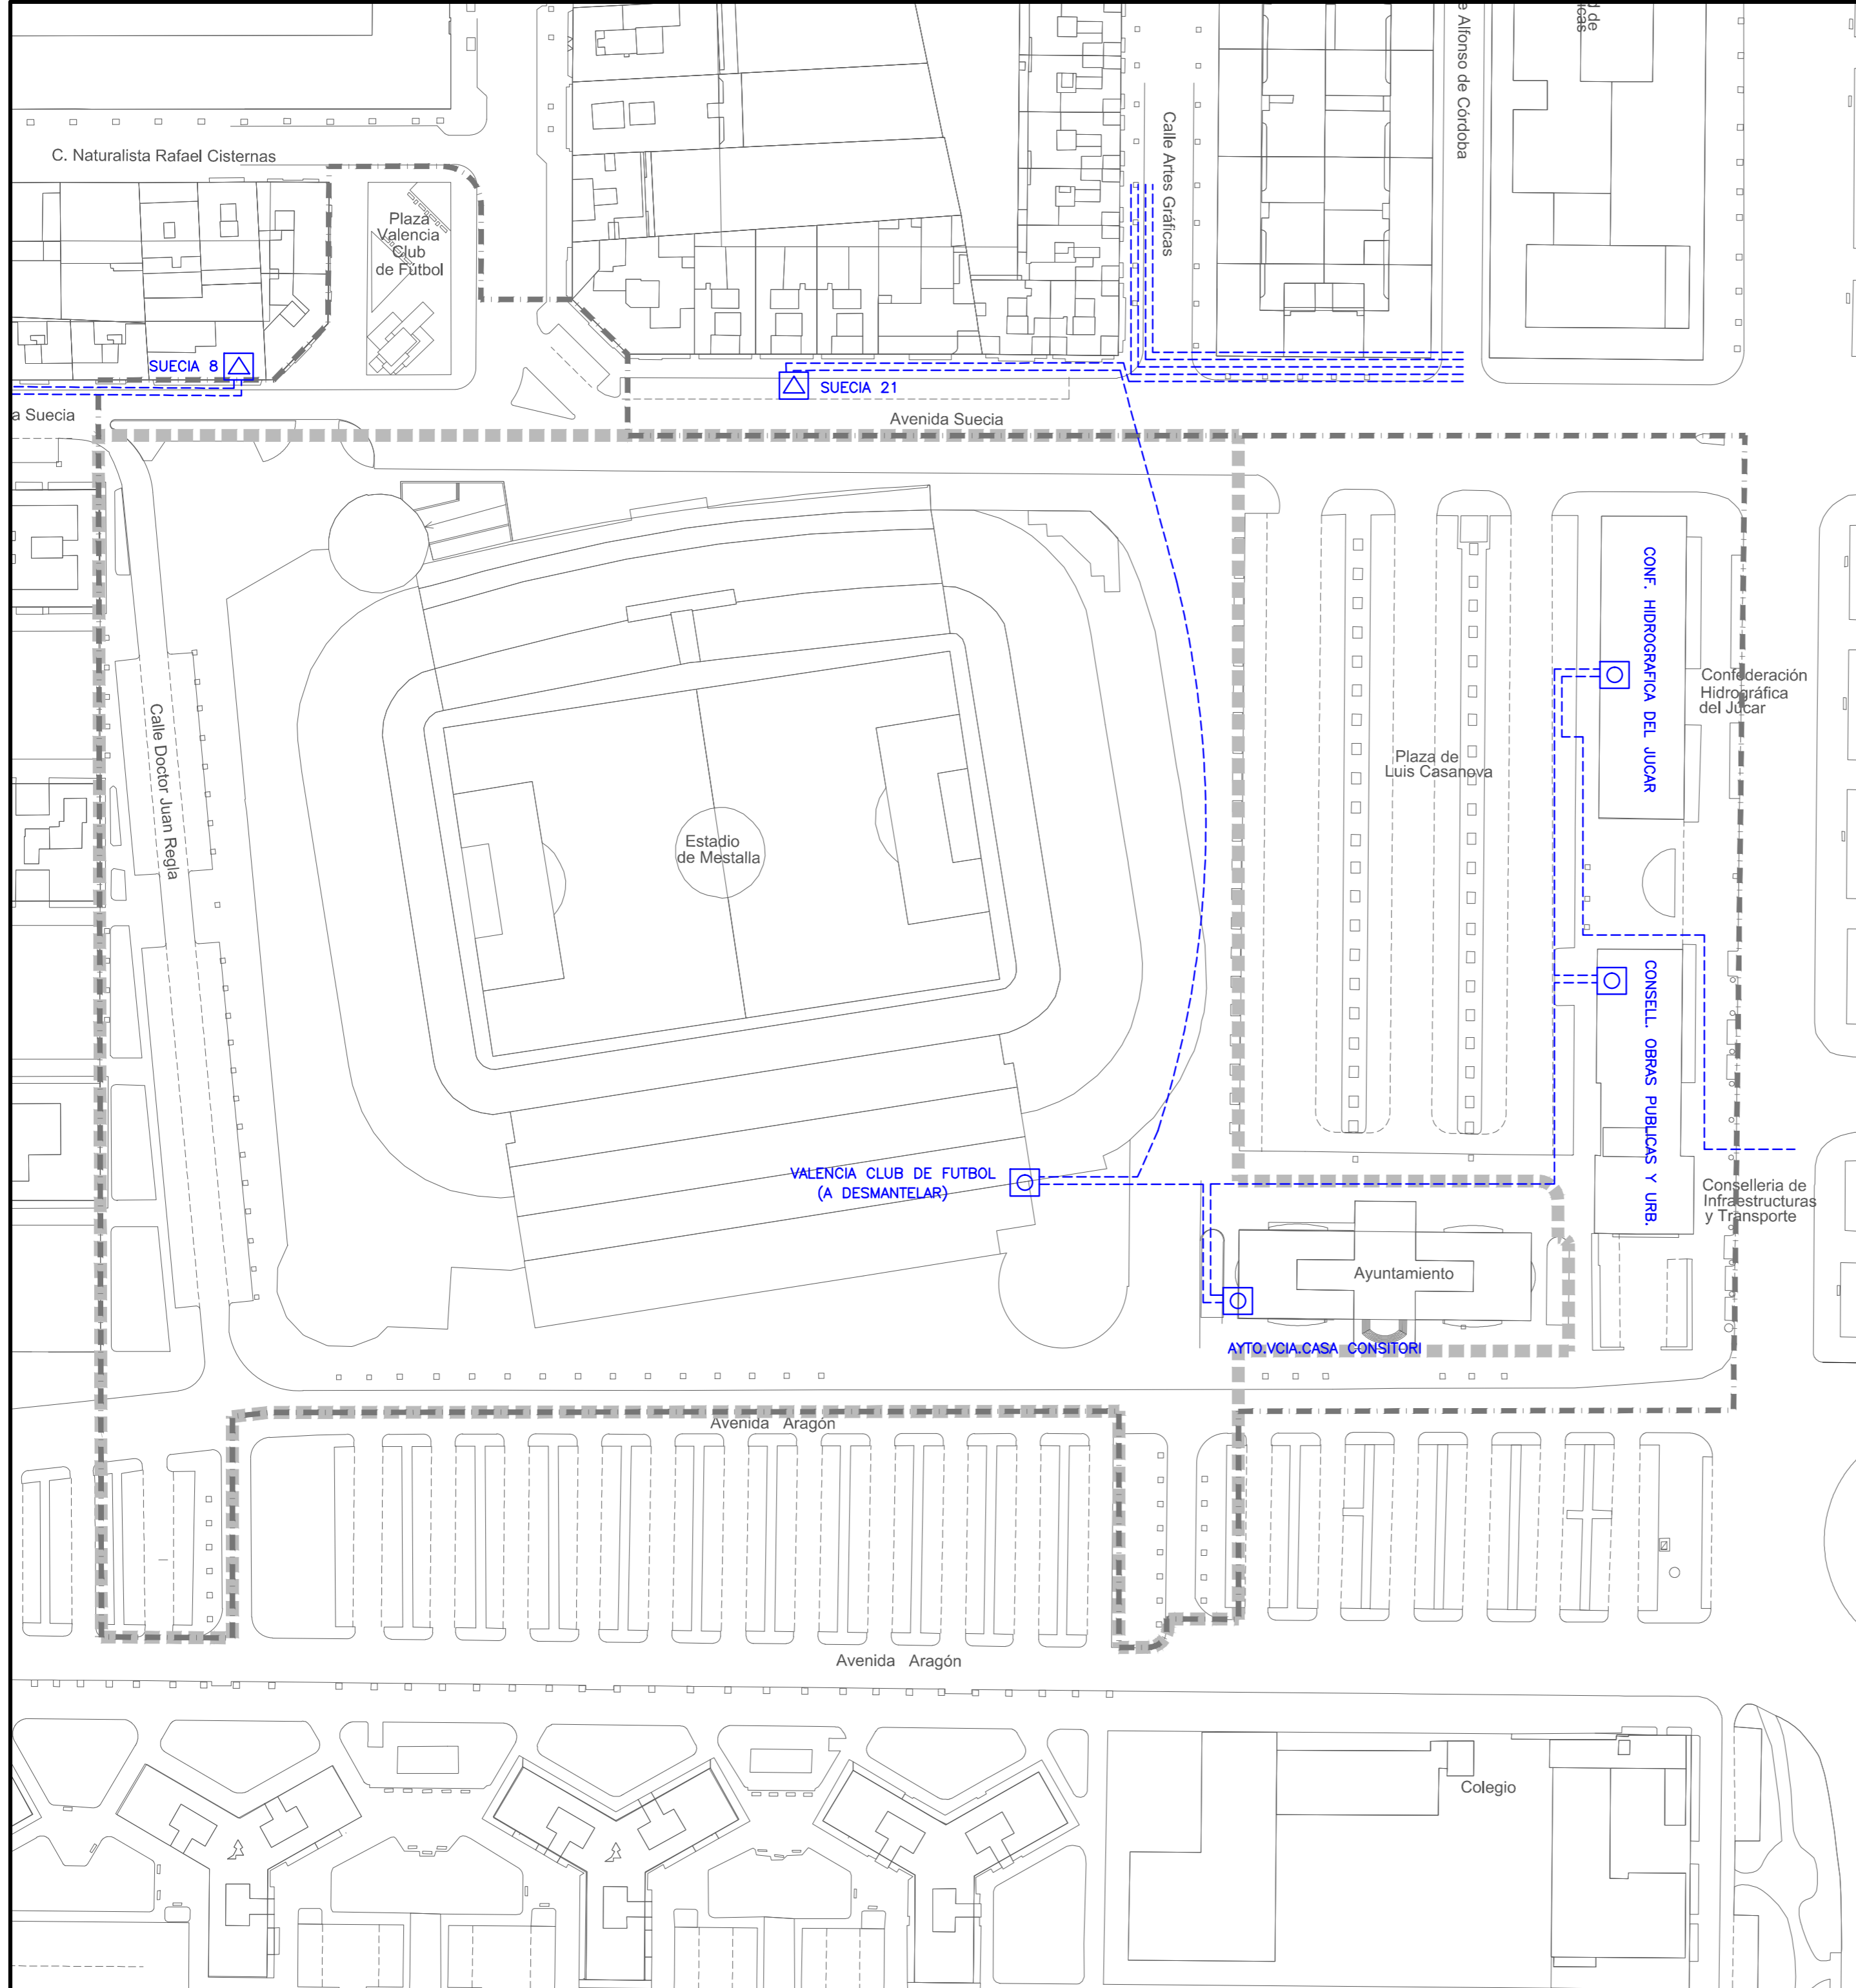 e Alfonso de Córdoba
d de
icas
C. Naturalista Rafael Cisternas
Calle Artes Gráficas
Plaza
Valencia
Club
de Fútbol
SUECIA 8
SUECIA 21
a Suecia
Avenida Suecia
CONF. HIDROGRAFICA DEL JUCAR
Confederación
Hidrográfica
del Júcar
Calle Doctor Juan Regla
Plaza de
Luis Casanova
Estadio
de Mestalla
CONSELL. OBRAS PUBLICAS Y URB.
VALENCIA CLUB DE FUTBOL
(A DESMANTELAR)
Conselleria de
Infraestructuras
y Transporte
Ayuntamiento
AYTO.VCIA.CASA CONSITORI
Avenida Aragón
Avenida Aragón
Colegio